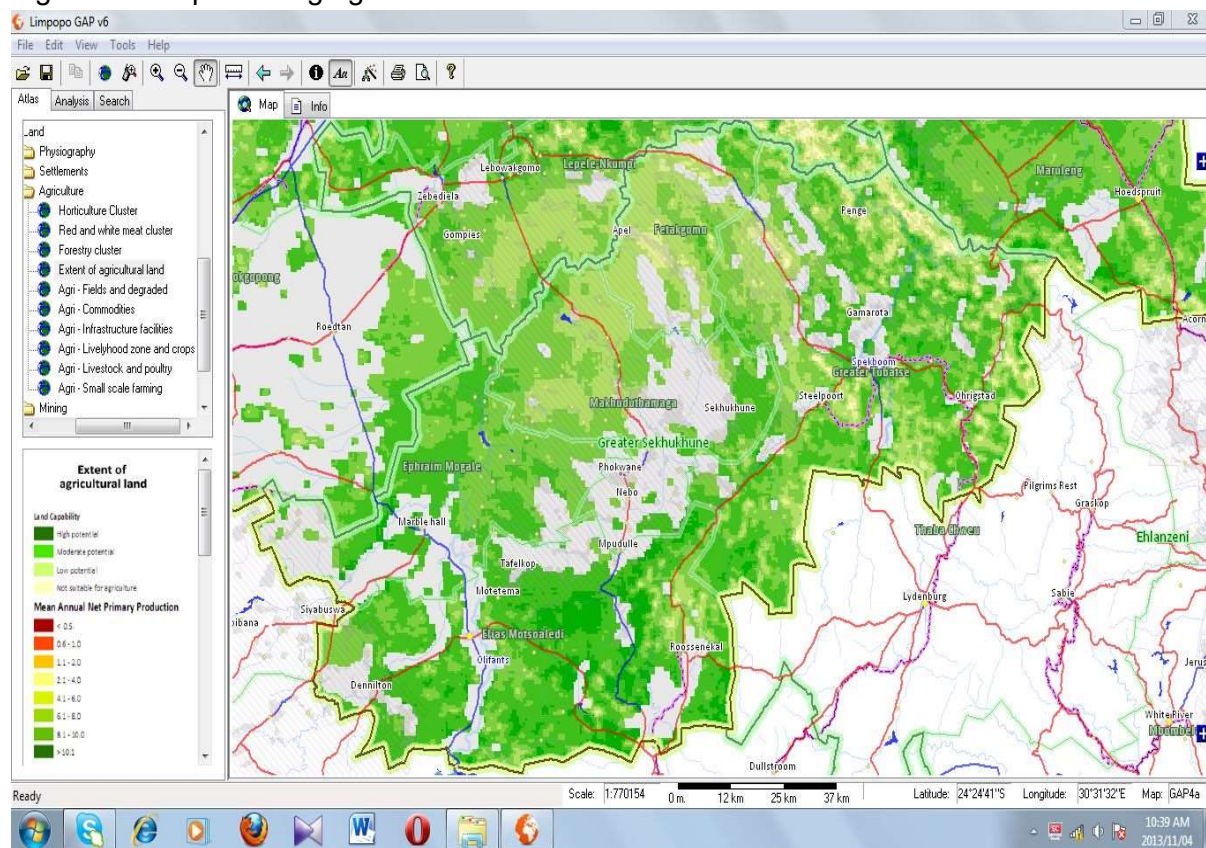 Limpopo GAP v6
File Edit View Tools Help
Atlas Analysis Search
Map Info
Land
Physiography
Settlements
Agriculture
Horticulture Cluster
Red and white meat cluster
Forestry cluster
Extent of agricultural land
Agri - Fields and degraded
Agri - Commodities
Agri - Infrastructure facilities
Agri - Livelyhood zone and crops
Agri - Livestock and poultry
Agri - Small scale farming
Mining
Extent of
agricultural land
Land Capability
High potential
Moderate potential
Low potential
Not suitable for agriculture
Mean Annual Net Primary Production
< 0.5
0.6 - 1.0
1.1 - 2.0
2.1 - 4.0
4.1 - 6.0
6.1 - 8.0
8.1 - 10.0
> 10.1
Lebowakgomo
Lepele-Nkumpi
Maruleng
Hoedspruit
Zebediela
Penge
Gompies
Apel
Fetakgomo
Roedtan
Gamarota
Acorn
Spekboom
Greater Tubatse
Makhuduthamaga
Sekhukhune
Steelpoort
Ohrigstad
Greater Sekhukhune
Ephraim Mogale
Phokwane
Nebo
Pilgrims Rest
Graskop
Marble hall
Mpudulle
Thaba Chweu
Ehlanzeni
Tafelkop
Motetema
Siyabuswa
Lydenburg
Sabie
Elias Motsoaledi
Olifants
Roossenekal
Jerus
Dennilton
White River
Mbombel
Dullstroom
Ready
Scale: 1:770154 0 m. 12 km 25 km 37 km Latitude: 24°24'41"S Longitude: 30°31'32"E Map: GAP4a
10:39 AM
2013/11/04